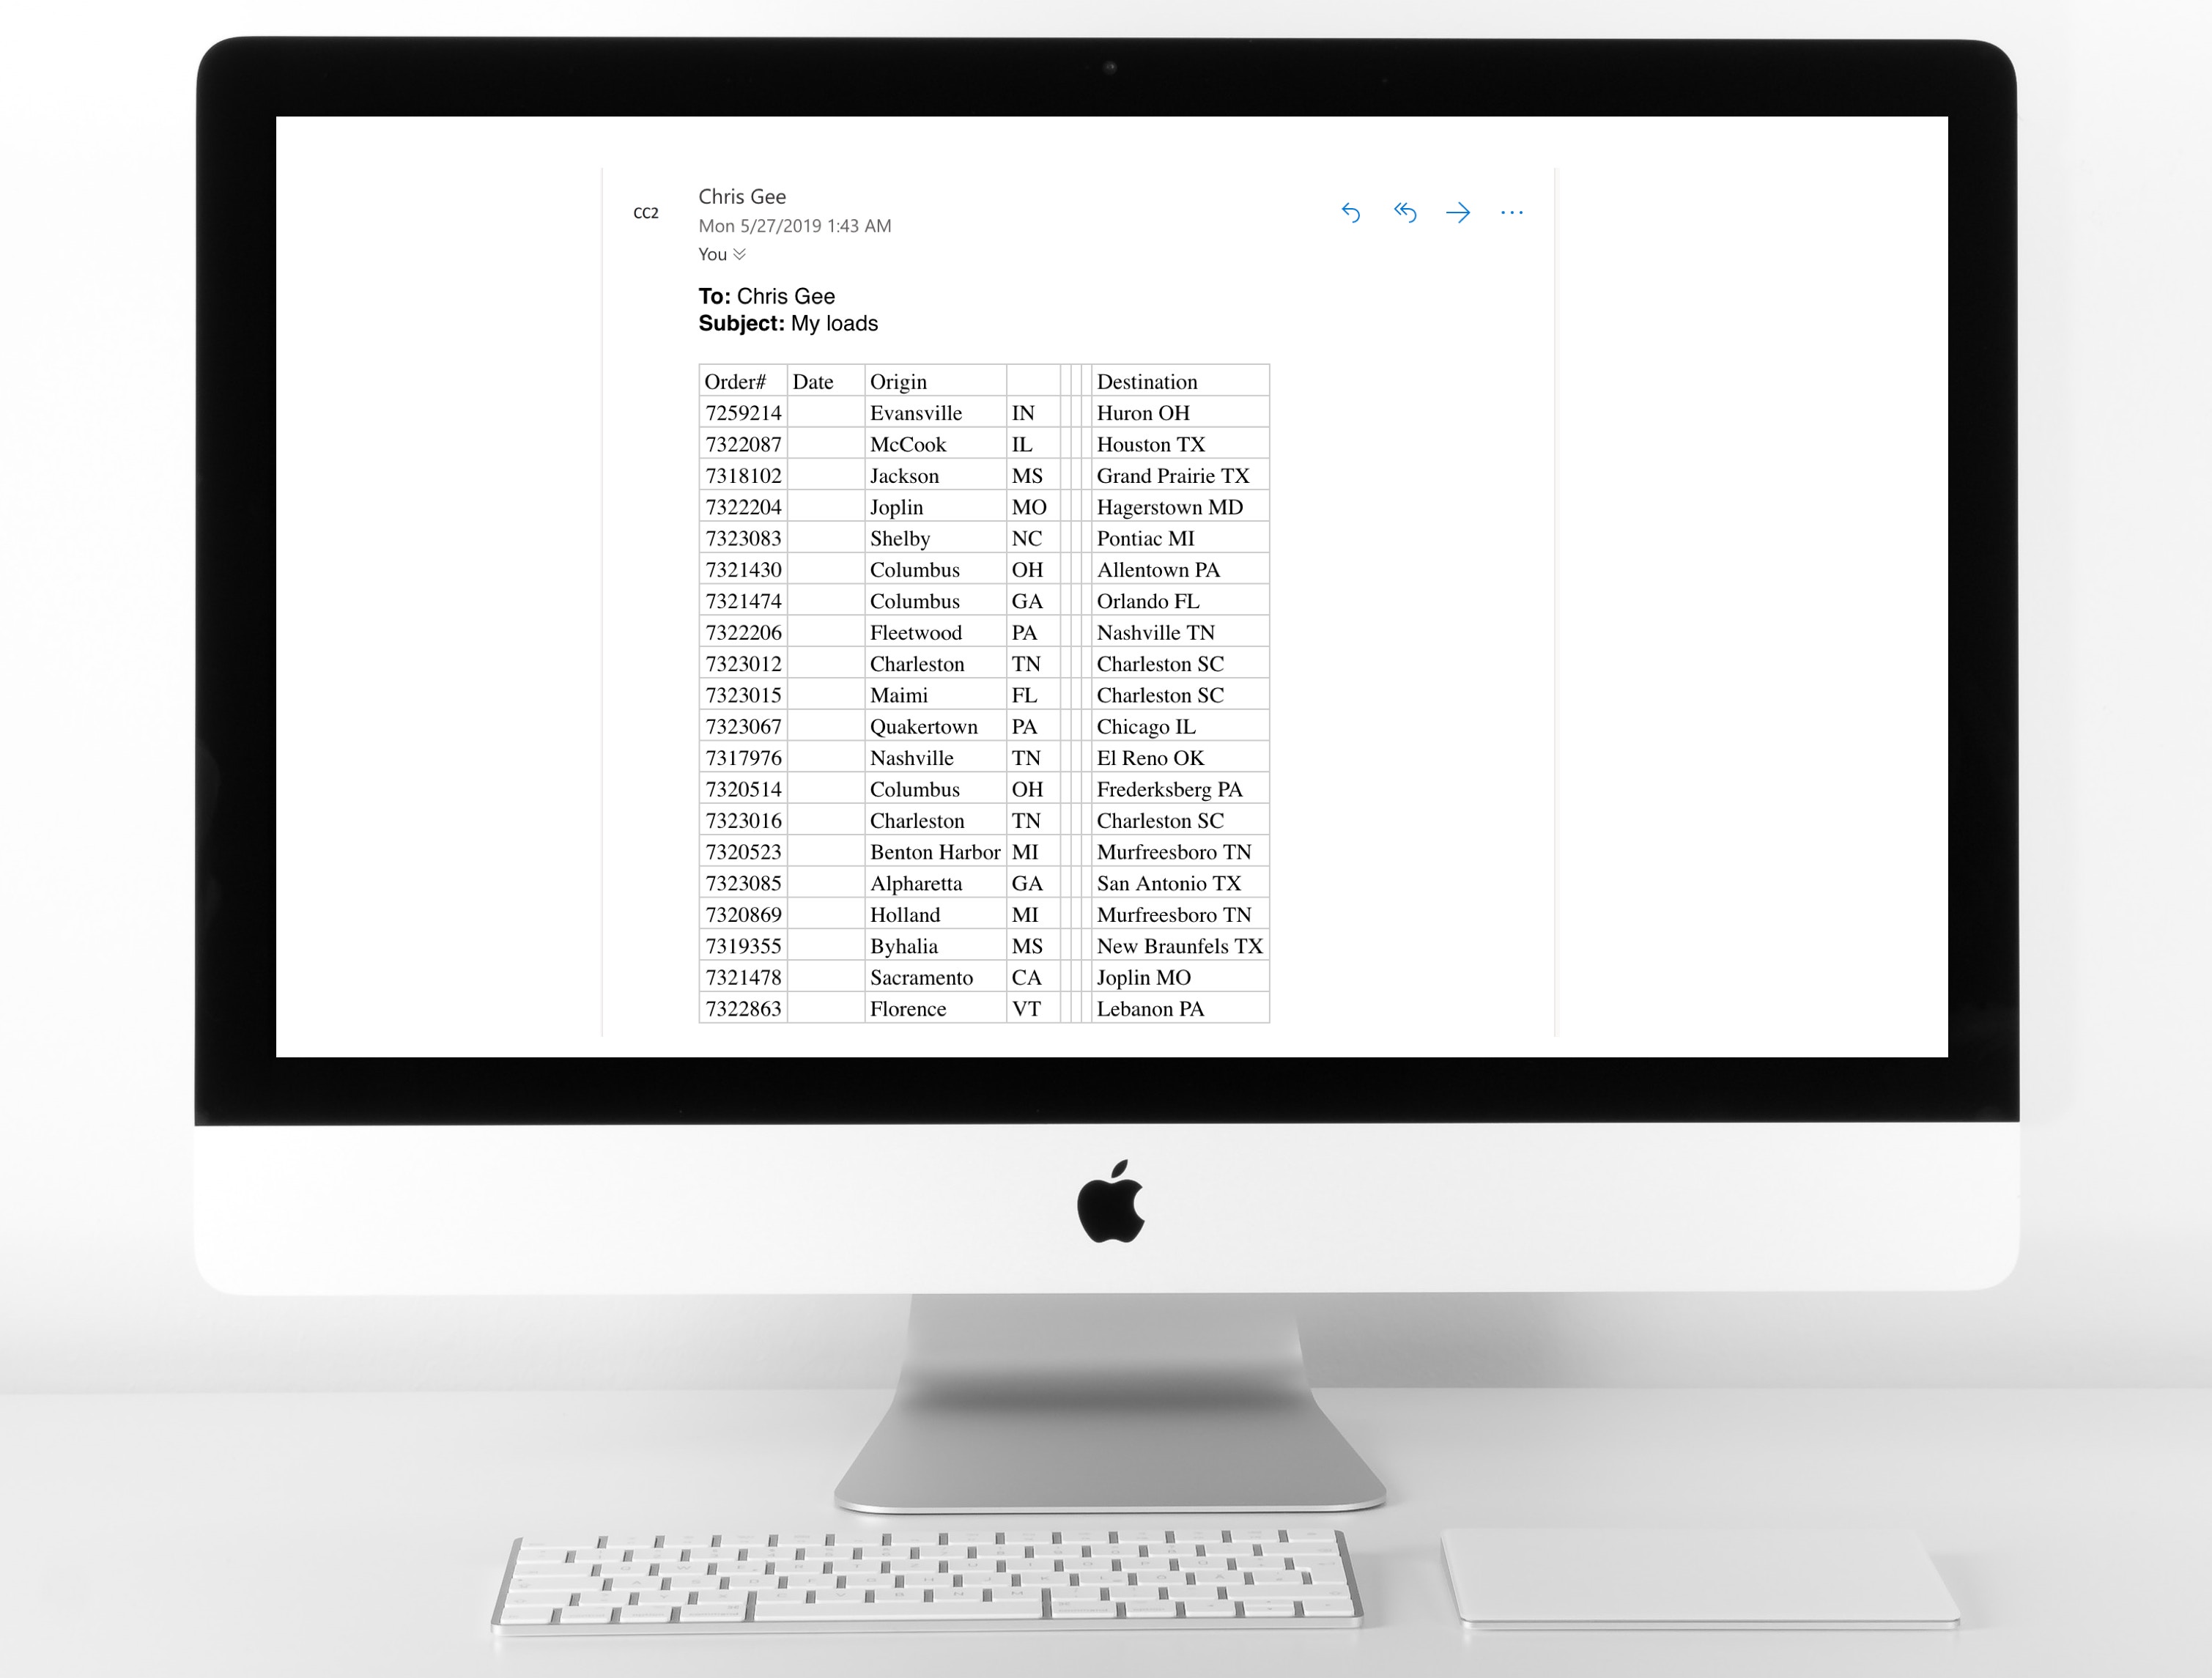 CC2
Chris Gee
Mon 5/27/2019 1:43 AM
You
To: Chris Gee
Subject: My loads
Order# Date Origin Destination
7259214 Evansville IN Huron OH
7322087 McCook IL Houston TX
7318102 Jackson MS Grand Prairie TX
7322204 Joplin MO Hagerstown MD
7323083 Shelby NC Pontiac MI
7321430 Columbus OH Allentown PA
7321474 Columbus GA Orlando FL
7322206 Fleetwood PA Nashville TN
7323012 Charleston TN Charleston SC
7323015 Maimi FL Charleston SC
7323067 Quakertown PA Chicago IL
7317976 Nashville TN El Reno OK
7320514 Columbus OH Frederksberg PA
7323016 Charleston TN Charleston SC
7320523 Benton Harbor MI Murfreesboro TN
7323085 Alpharetta GA San Antonio TX
7320869 Holland MI Murfreesboro TN
7319355 Byhalia MS New Braunfels TX
7321478 Sacramento CA Joplin MO
7322863 Florence VT Lebanon PA